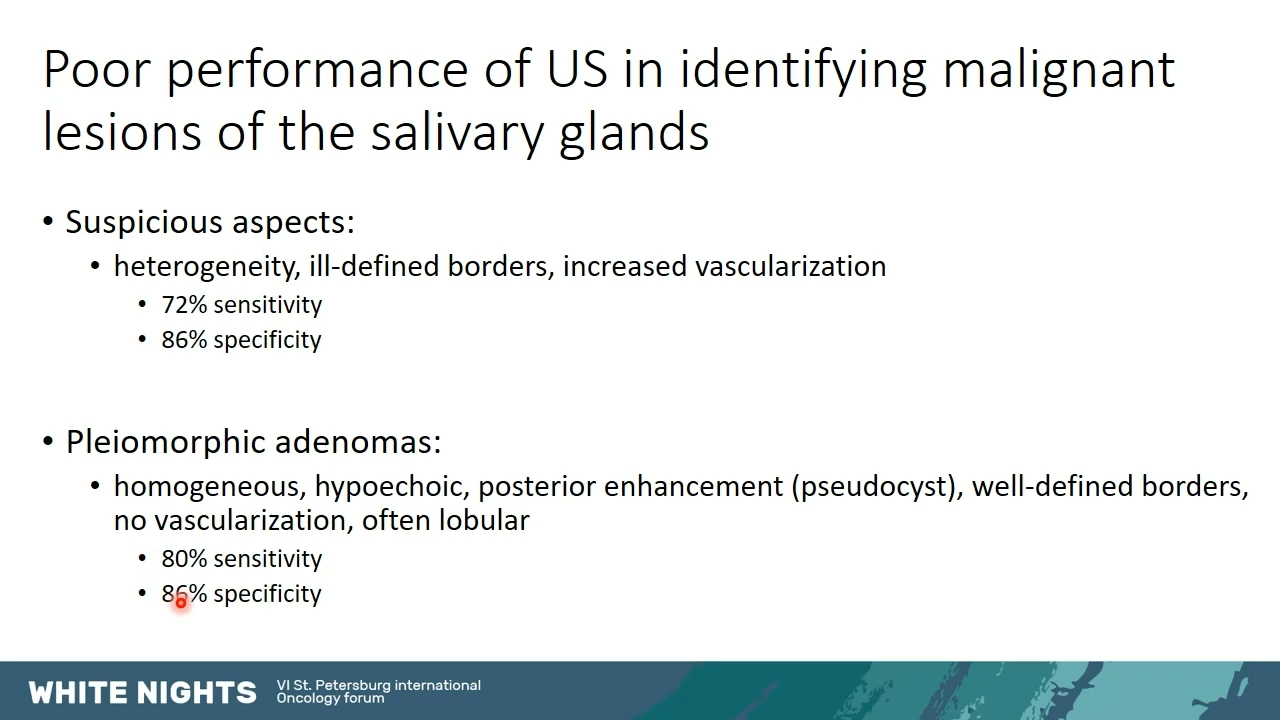 Poor performance of US in identifying malignant
lesions of the salivary glands
• Suspicious aspects:
• heterogeneity, ill-defined borders, increased vascularization
• 72% sensitivity
• 86% specificity
• Pleiomorphic adenomas:
• homogeneous, hypoechoic, posterior enhancement (pseudocyst), well-defined borders,
no vascularization, often lobular
• 80% sensitivity
• 86% specificity
WHITE NIGHTS
VI St. Petersburg international
Oncology forum